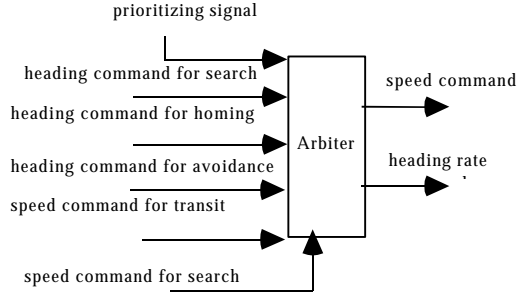 prioritizing signal
heading command for search
speed command
heading command for homing
Arbiter
heading command for avoidance
heading rate
speed command for transit
speed command for search